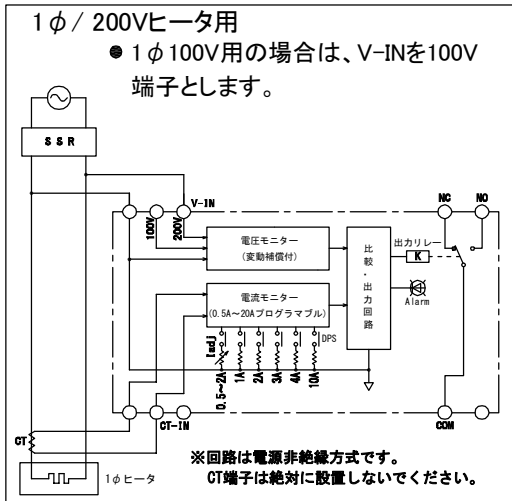 1φ/ 200Vヒータ用
● 1φ100V用の場合は、V-INを100V
端子とします。
SSR
V-IN
100V
200V
NC
NO
電圧モニター
(変動補償付)
比較・出力回路
出力リレー
K
Alarm
電流モニター
(0.5A~20Aプログラマブル)
DPS
Iadj
0.5~2A
1A
2A
3A
4A
10A
CT
CT-IN
COM
1φヒータ
※回路は電源非絶縁方式です。
CT端子は絶対に設置しないでください。